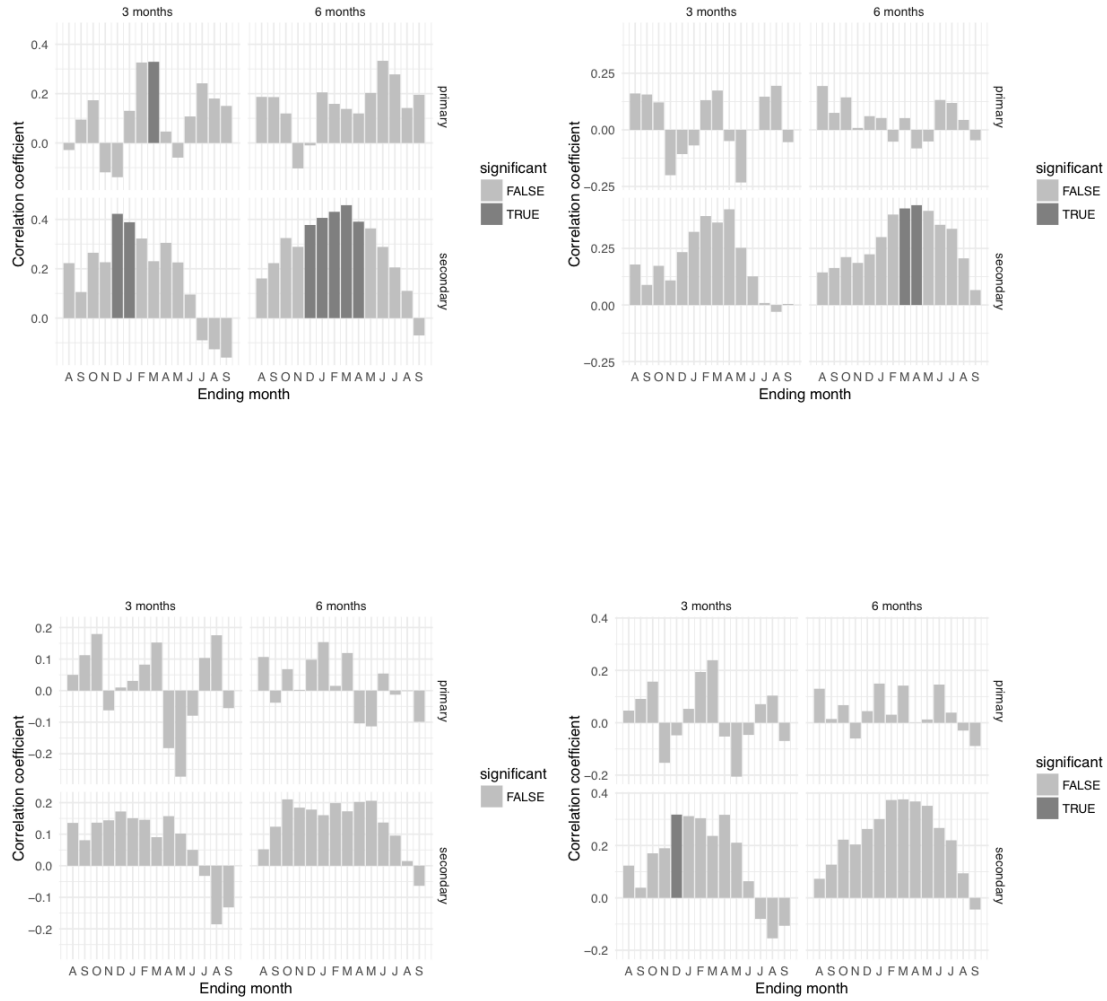 3 months 6 months
Correlation coefficient
0.4
0.2
0.0
primary
0.4
0.2
0.0
secondary
A S O N D J F M A M J J A S A S O N D J F M A M J J A S
Ending month
significant
FALSE
TRUE
3 months 6 months
Correlation coefficient
0.25
0.00
−0.25
primary
0.25
0.00
−0.25
secondary
A S O N D J F M A M J J A S A S O N D J F M A M J J A S
Ending month
significant
FALSE
TRUE
3 months 6 months
Correlation coefficient
0.2
0.1
0.0
−0.1
−0.2
primary
0.2
0.1
0.0
−0.1
−0.2
secondary
A S O N D J F M A M J J A S A S O N D J F M A M J J A S
Ending month
significant
FALSE
3 months 6 months
Correlation coefficient
0.4
0.2
0.0
−0.2
primary
0.4
0.2
0.0
−0.2
secondary
A S O N D J F M A M J J A S A S O N D J F M A M J J A S
Ending month
significant
FALSE
TRUE